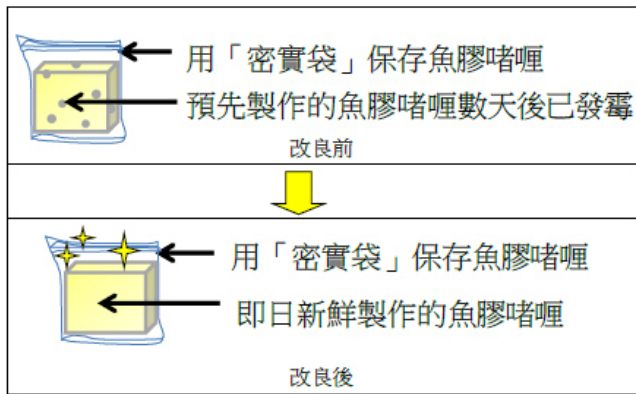 用「密實袋」保存魚膠啫喱
預先製作的魚膠啫喱數天後已發霉
改良前
用「密實袋」保存魚膠啫喱
即日新鮮製作的魚膠啫喱
改良後